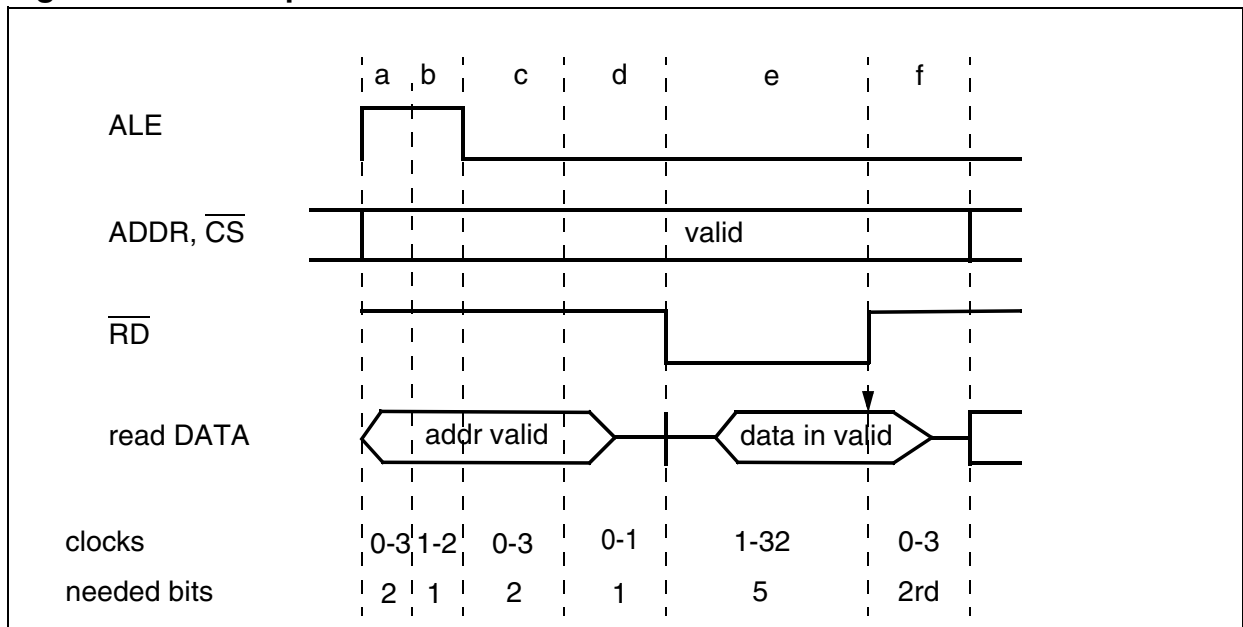 a b c d e f
ALE
ADDR, CS
valid
RD
read DATA
addr valid
data in valid
clocks
0-3 1-2 0-3 0-1 1-32 0-3
needed bits
2 1 2 1 5 2rd